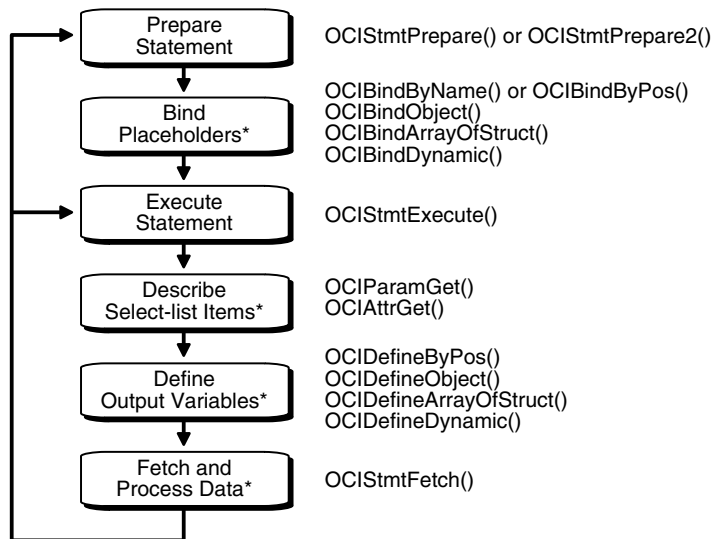 Prepare
Statement
OCIStmtPrepare() or OCIStmtPrepare2()
Bind
Placeholders*
OCIBindByName() or OCIBindByPos()
OCIBindObject()
OCIBindArrayOfStruct()
OCIBindDynamic()
Execute
Statement
OCIStmtExecute()
Describe
Select-list Items*
OCIParamGet()
OCIAttrGet()
Define
Output Variables*
OCIDefineByPos()
OCIDefineObject()
OCIDefineArrayOfStruct()
OCIDefineDynamic()
Fetch and
Process Data*
OCIStmtFetch()